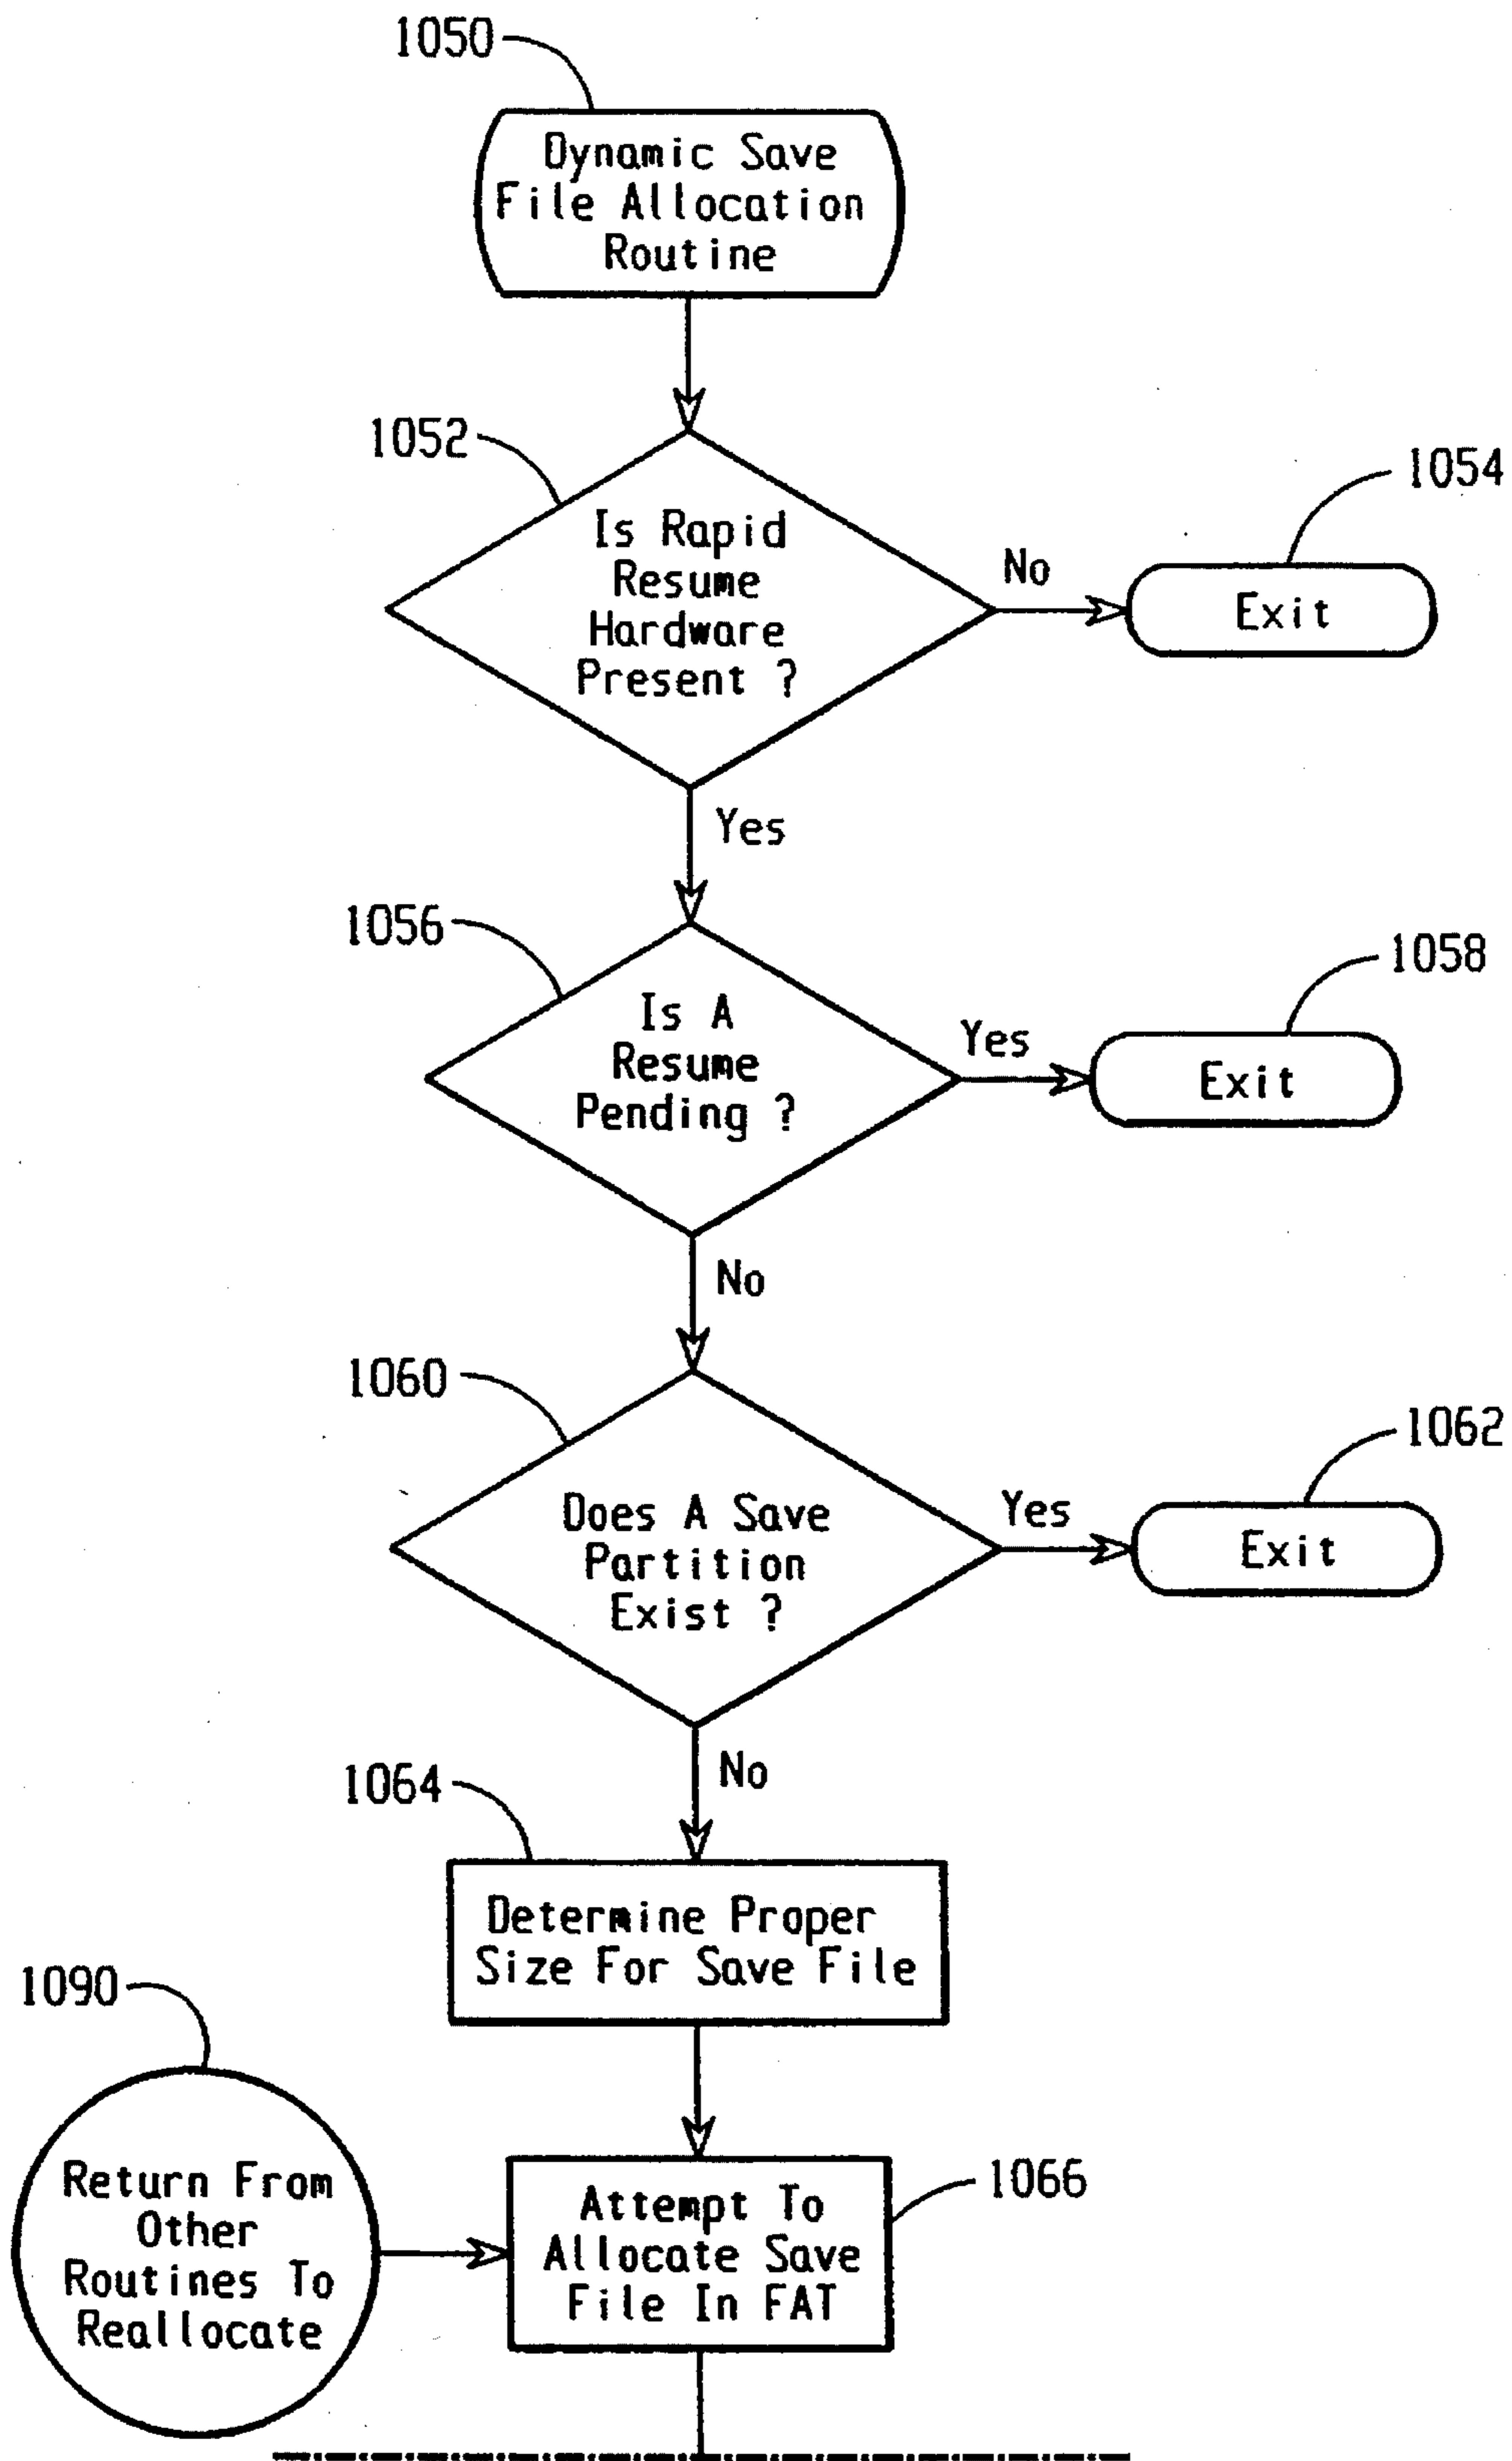 1050
Dynamic Save
File Allocation
Routine
1052
Is Rapid
Resume
Hardware
Present ?
No
1054
Exit
Yes
1056
Is A
Resume
Pending ?
Yes
1058
Exit
No
1060
Does A Save
Partition
Exist ?
Yes
1062
Exit
No
1064
Determine Proper
Size For Save File
1090
Return From
Other
Routines To
Reallocate
1066
Attempt To
Allocate Save
File In FAT